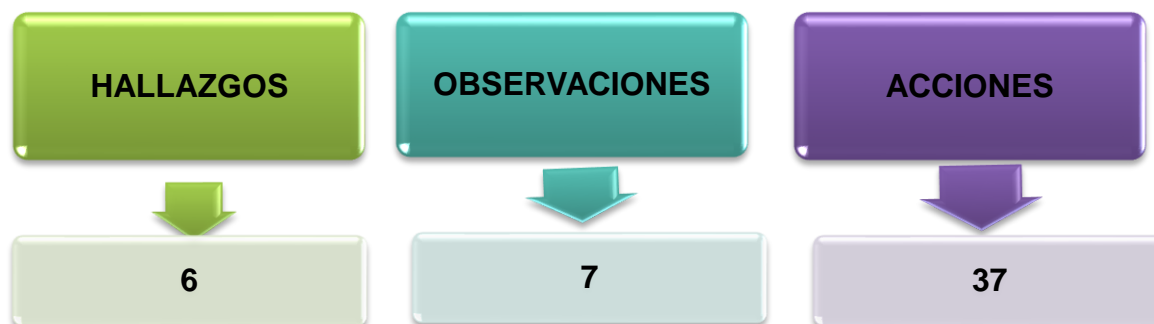 HALLAZGOS
OBSERVACIONES
ACCIONES
6
7
37